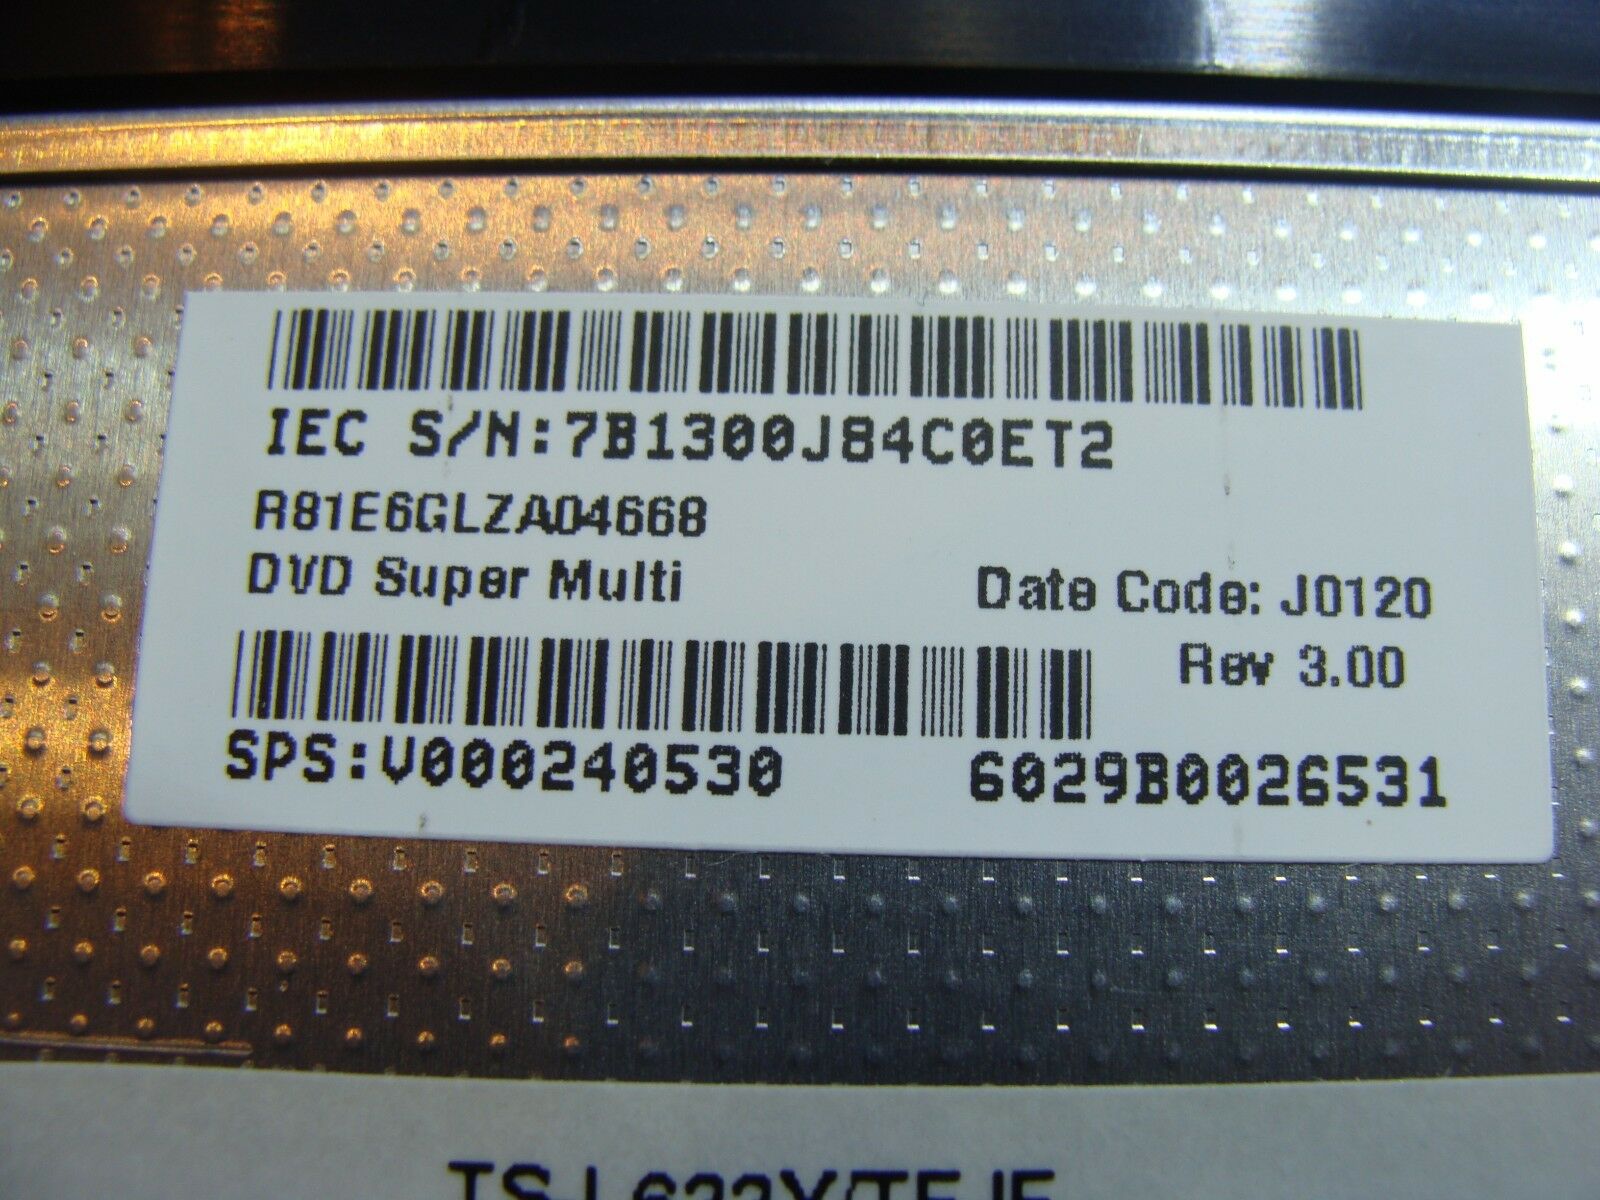 IEC S/N:7B1300J84C0ET2
R81E6GLZA04668
DVD Super Multi
Date Code: J0120
Rev 3.00
SPS:V000240530
6029B0026531